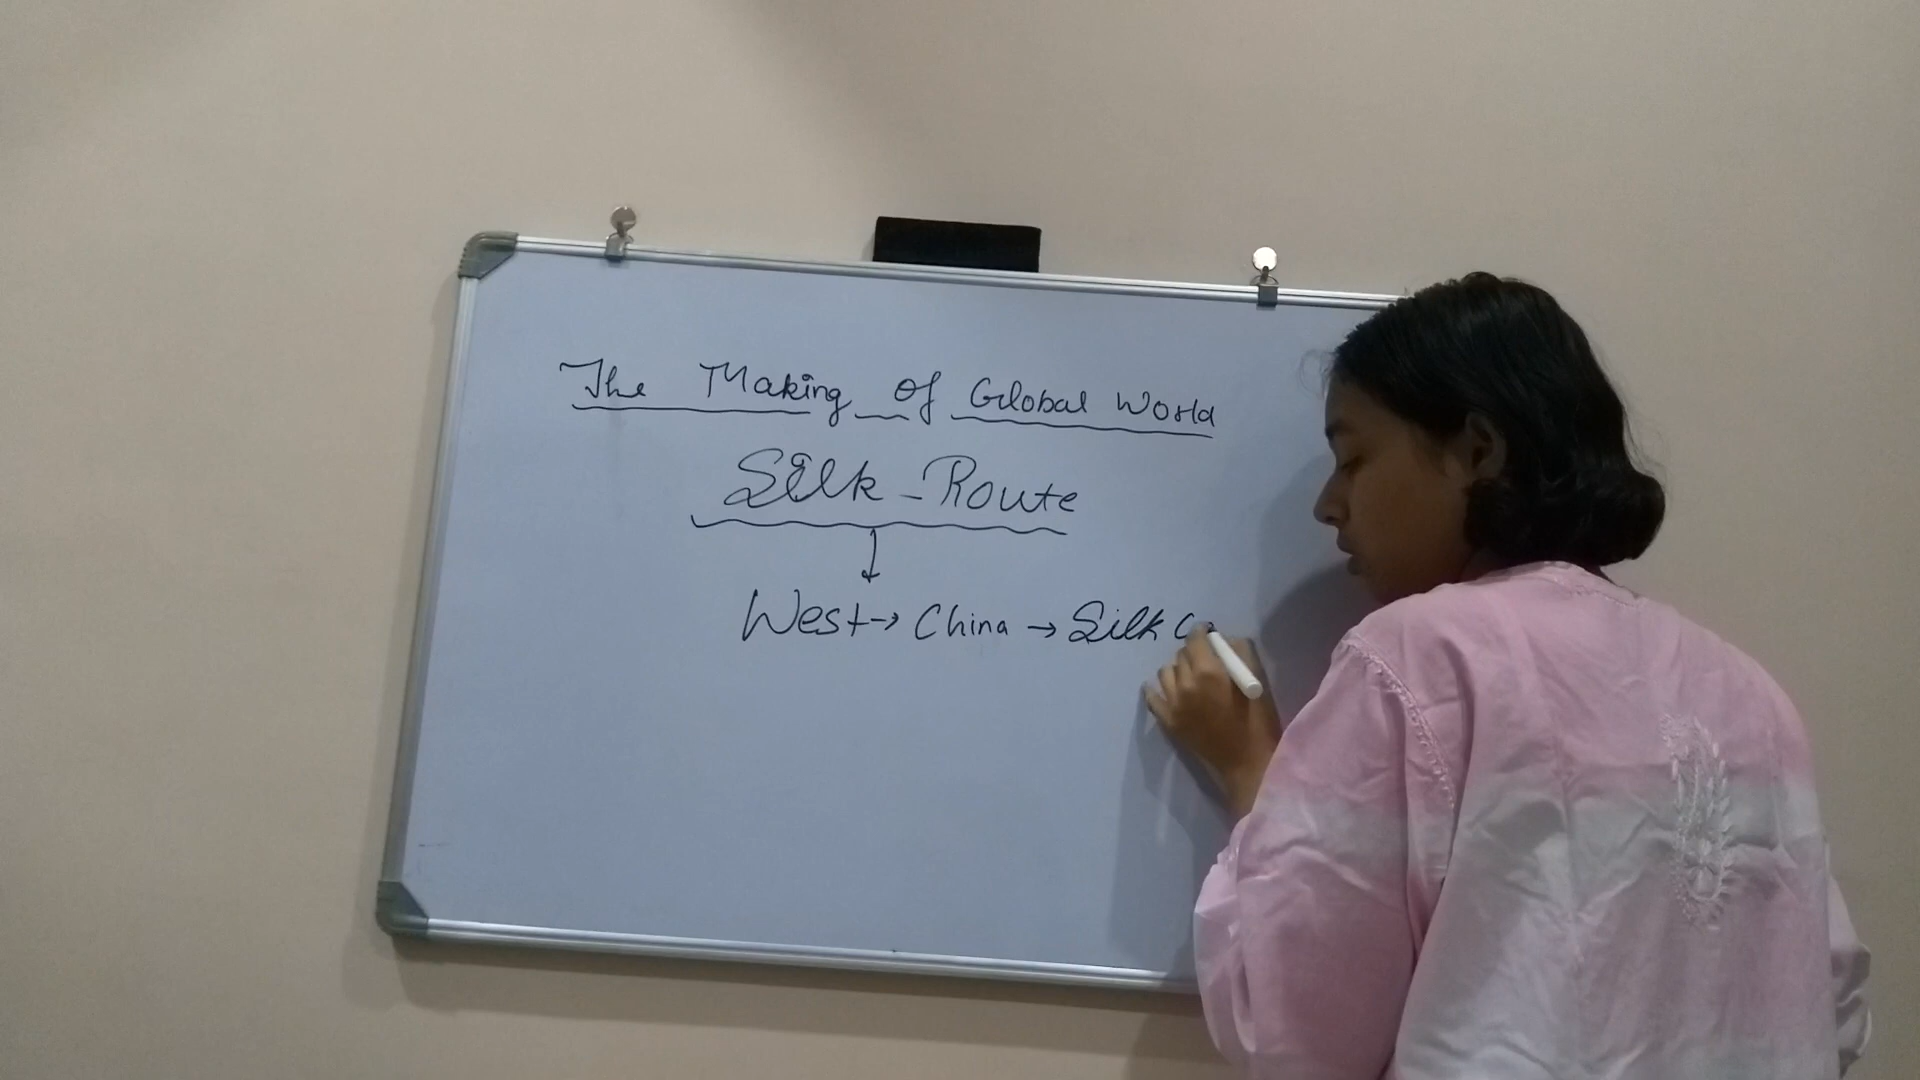 The Making Of Global World
Silk-Route
West → China → Silk